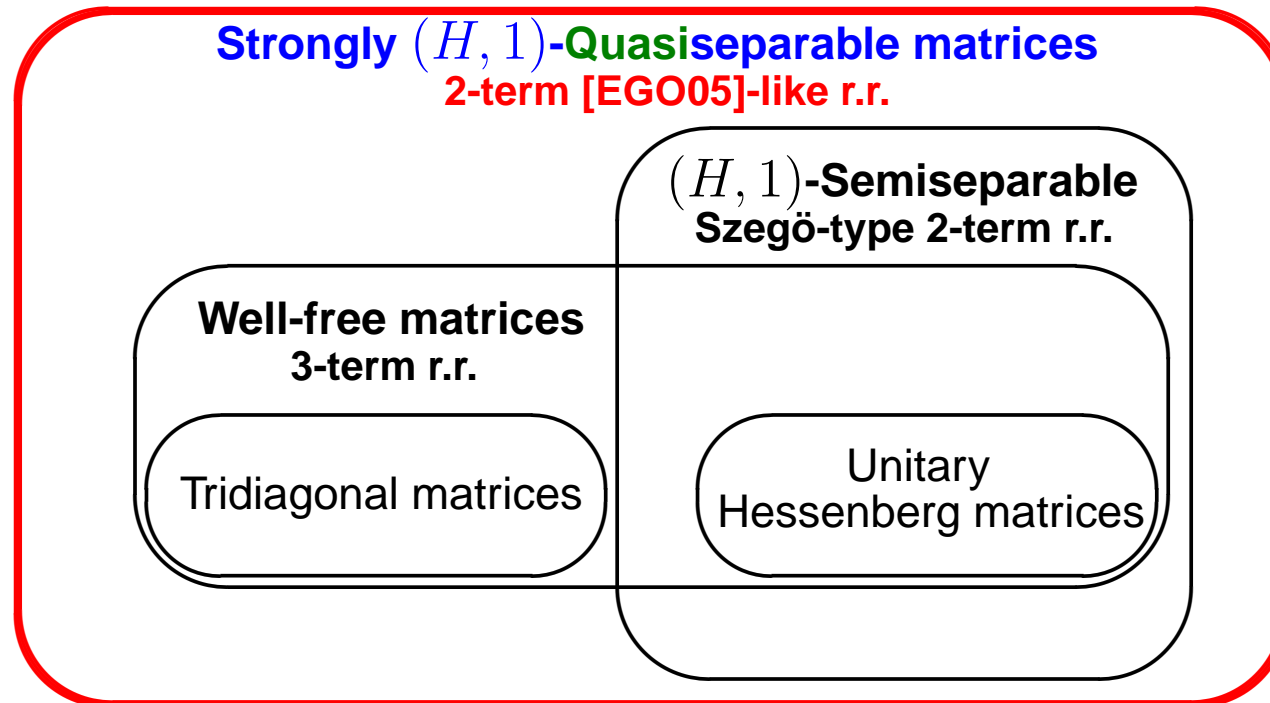 Strongly (H, 1)-Quasiseparable matrices
2-term [EGO05]-like r.r.
(H, 1)-Semiseparable
Szegö-type 2-term r.r.
Well-free matrices
3-term r.r.
Tridiagonal matrices
Unitary
Hessenberg matrices